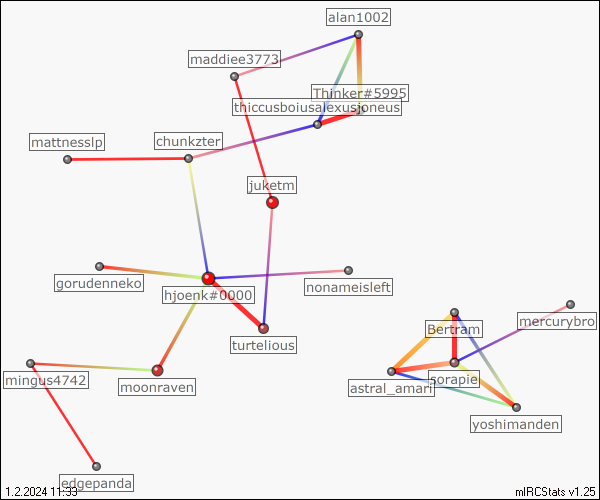 alan1002
maddiee3773
Thinker#5995
thiccusboiusalexusjoneus
mattnesslp
chunkzter
juketm
gorudenneko
hjoenk#0000
nonameisleft
mercurybro
Bertram
turtelious
mingus4742
moonraven
astral_amari
sorapie
yoshimanden
edgepanda
1.2.2024 11:33
mIRCStats v1.25